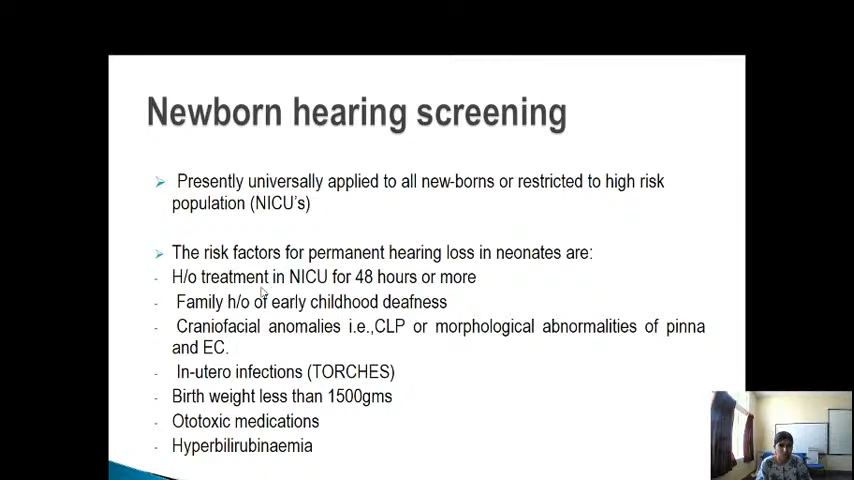 Newborn hearing screening
Presently universally applied to all new-borns or restricted to high risk
population (NICU's)
The risk factors for permanent hearing loss in neonates are:
- H/o treatment in NICU for 48 hours or more
- Family h/o of early childhood deafness
- Craniofacial anomalies i.e.,CLP or morphological abnormalities of pinna
and EC.
- In-utero infections (TORCHES)
- Birth weight less than 1500gms
- Ototoxic medications
- Hyperbilirubinaemia